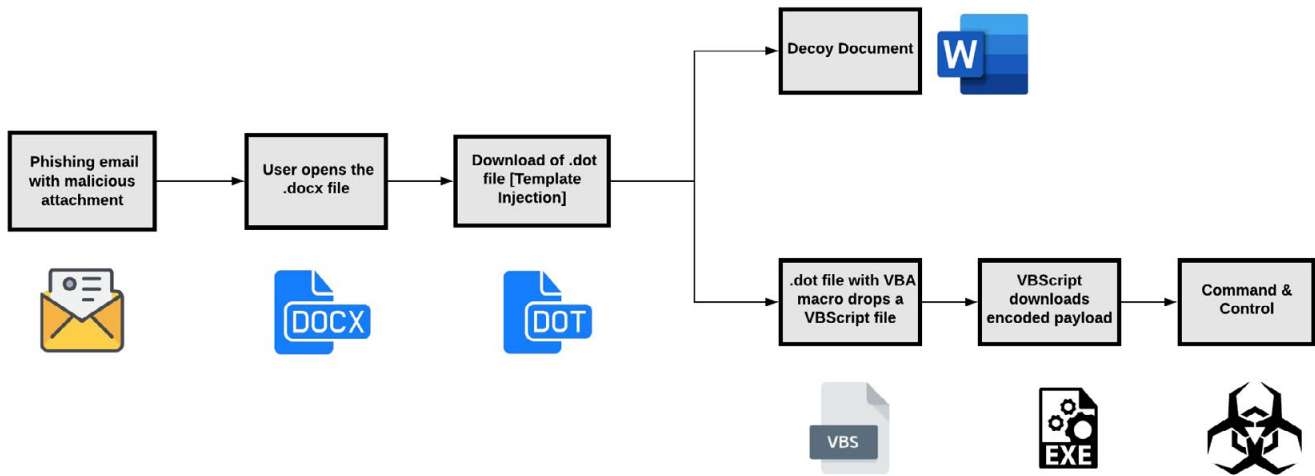 Decoy Document
W
Phishing email
with malicious
attachment
User opens the
.docx file
Download of .dot
file [Template
Injection]
DOCX
DOT
.dot file with VBA
macro drops a
VBScript file
VBScript
downloads
encoded payload
Command &
Control
VBS
EXE